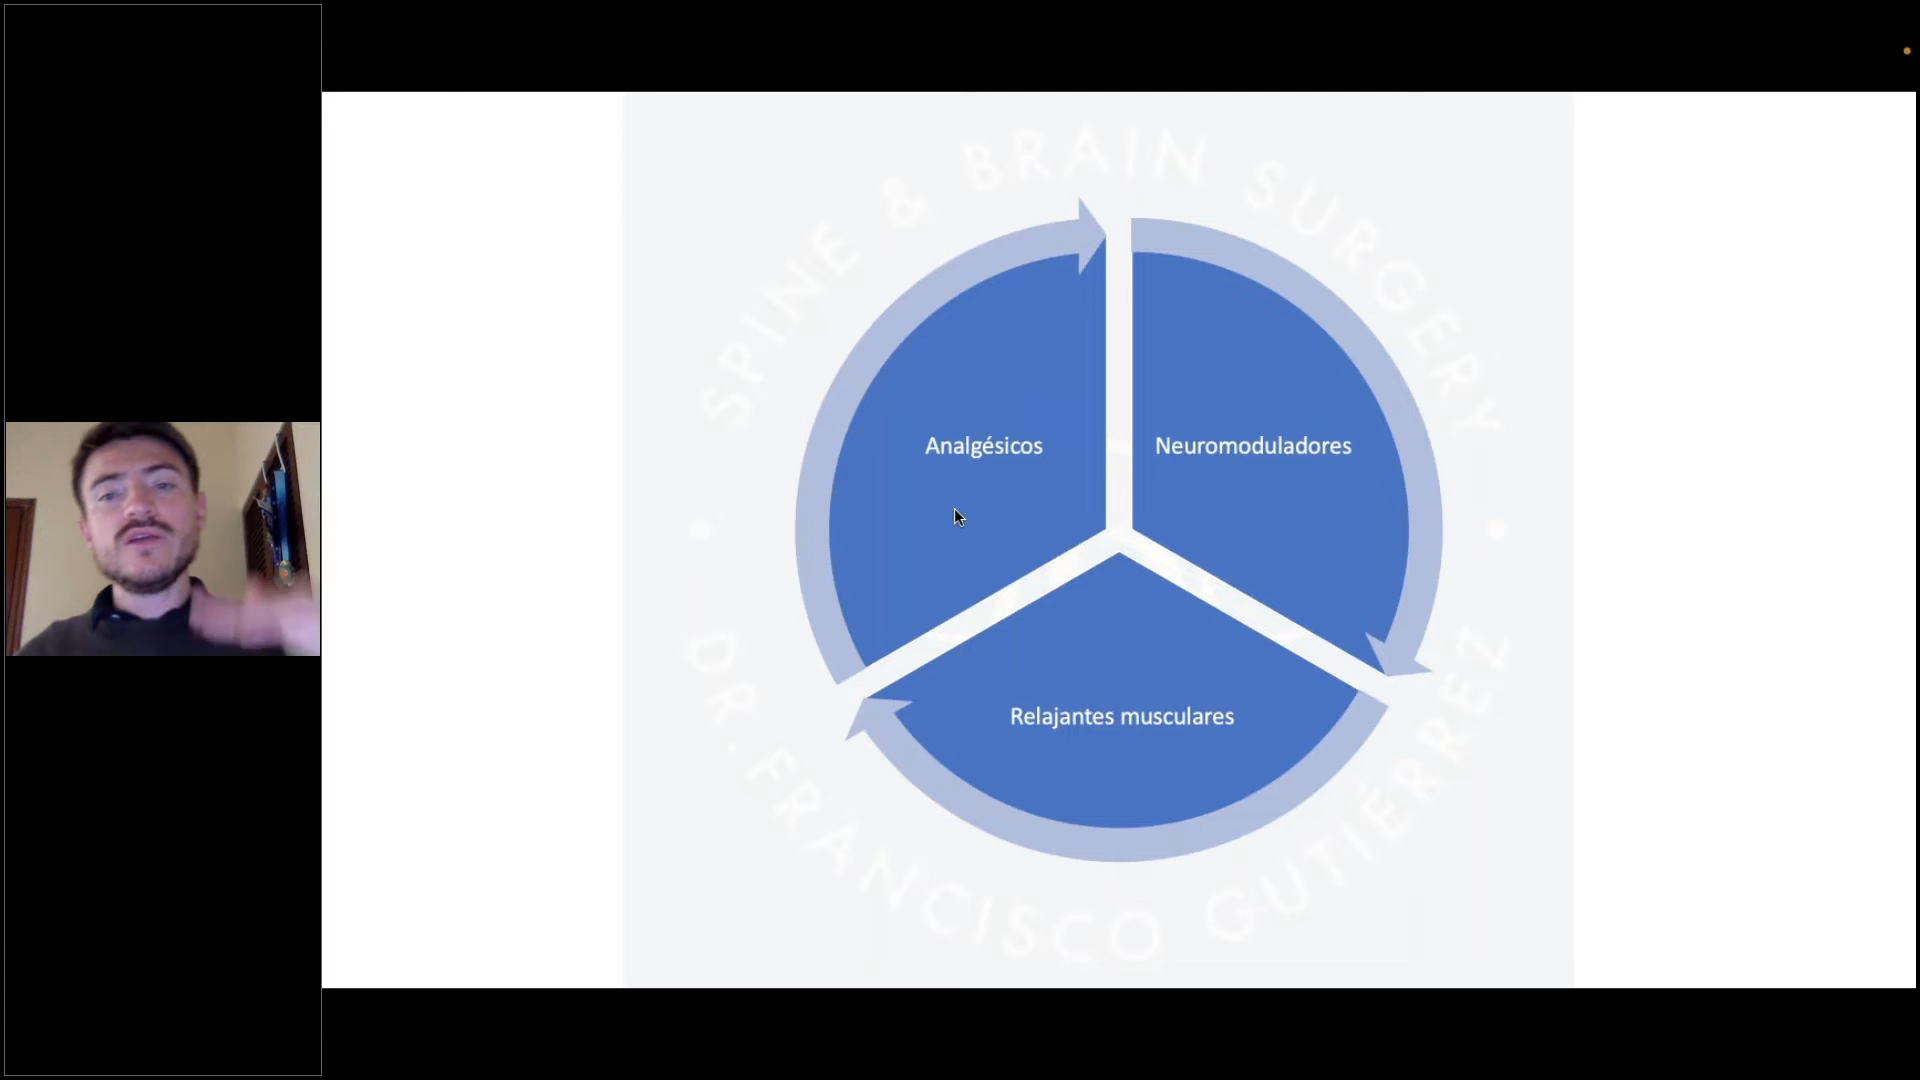 SPINE & BRAIN SURGERY
Analgésicos
Neuromoduladores
Relajantes musculares
DR. FRANCISCO GUTIÉRREZ